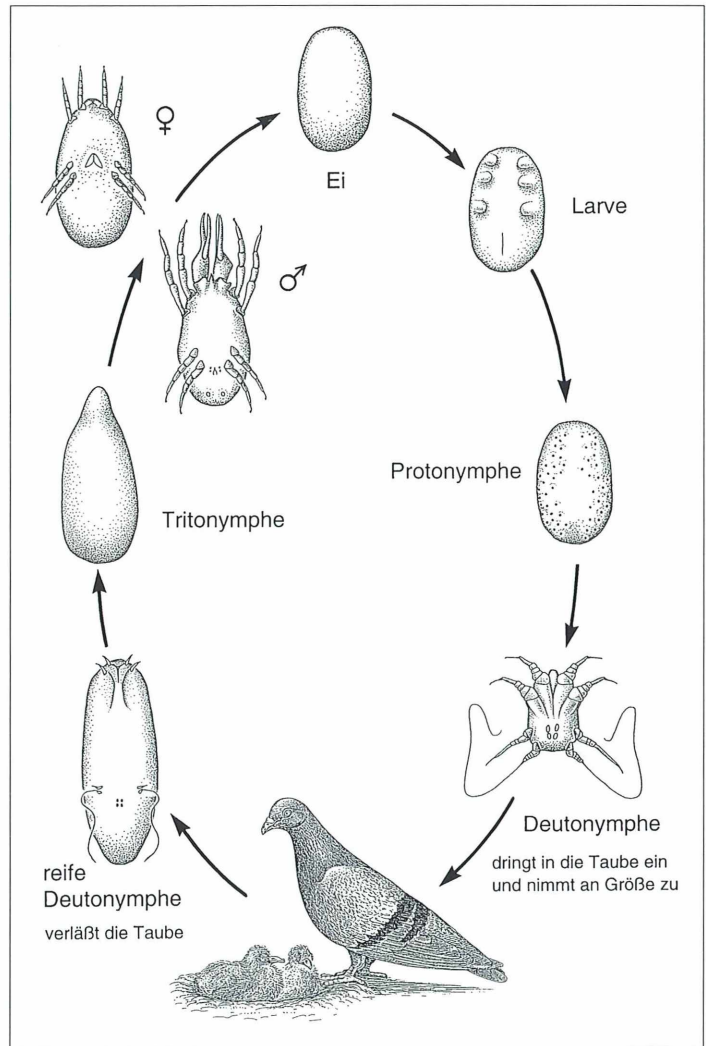 ♀
Ei
Larve
♂
Protonymphe
Tritonymphe
Deutonymphe
dringt in die Taube ein
und nimmt an Größe zu
reife
Deutonymphe
verläßt die Taube